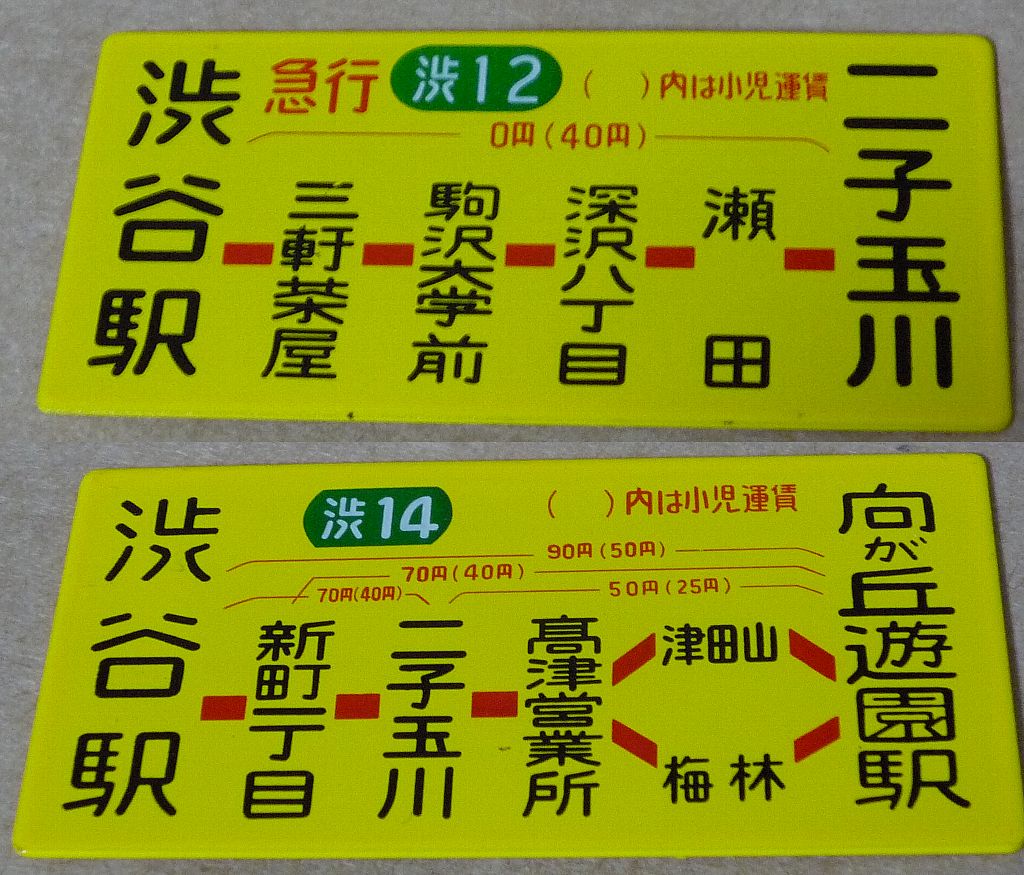 渋谷駅
急行 渋12 ( )内は小児運賃
0円(40円)
三軒茶屋
駒沢大学前
深沢八丁目
瀬田
二子玉川
渋谷駅
渋14 ( )内は小児運賃
90円(50円)
70円(40円)
70円(40円)
50円(25円)
新町一丁目
二子玉川
髙津営業所
津田山
梅林
向が丘遊園駅